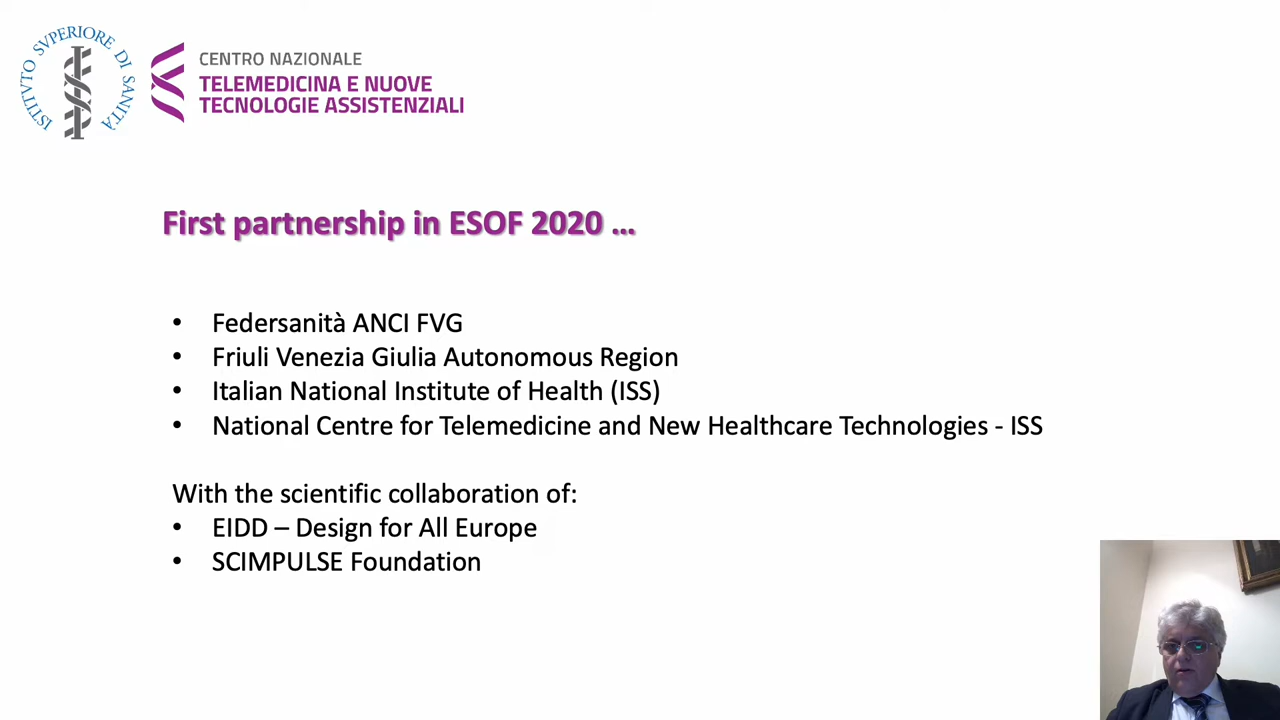 ISTITVTO SVPERIORE DI SANITÀ
CENTRO NAZIONALE
TELEMEDICINA E NUOVE
TECNOLOGIE ASSISTENZIALI
First partnership in ESOF 2020 ...
• Federsanità ANCI FVG
• Friuli Venezia Giulia Autonomous Region
• Italian National Institute of Health (ISS)
• National Centre for Telemedicine and New Healthcare Technologies - ISS
With the scientific collaboration of:
• EIDD – Design for All Europe
• SCIMPULSE Foundation